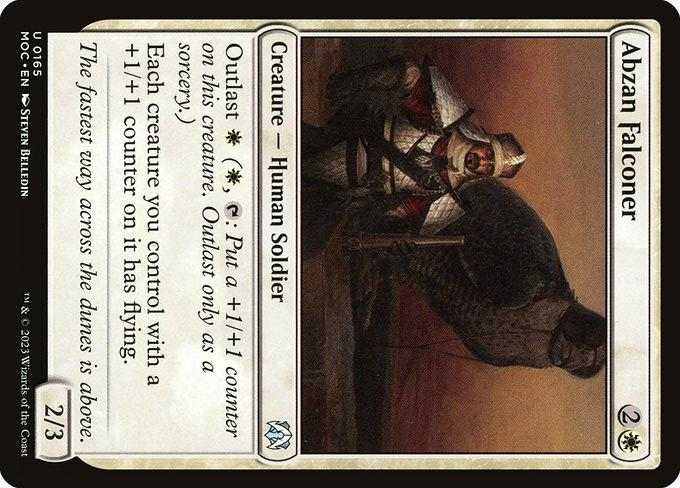 Abzan Falconer 2
Creature — Human Soldier
Outlast (, : Put a +1/+1 counter
on this creature. Outlast only as a
sorcery.)
Each creature you control with a
+1/+1 counter on it has flying.
The fastest way across the dunes is above.
2/3
U 0165
MOC • EN Steven Belledin
™ & © 2023 Wizards of the Coast